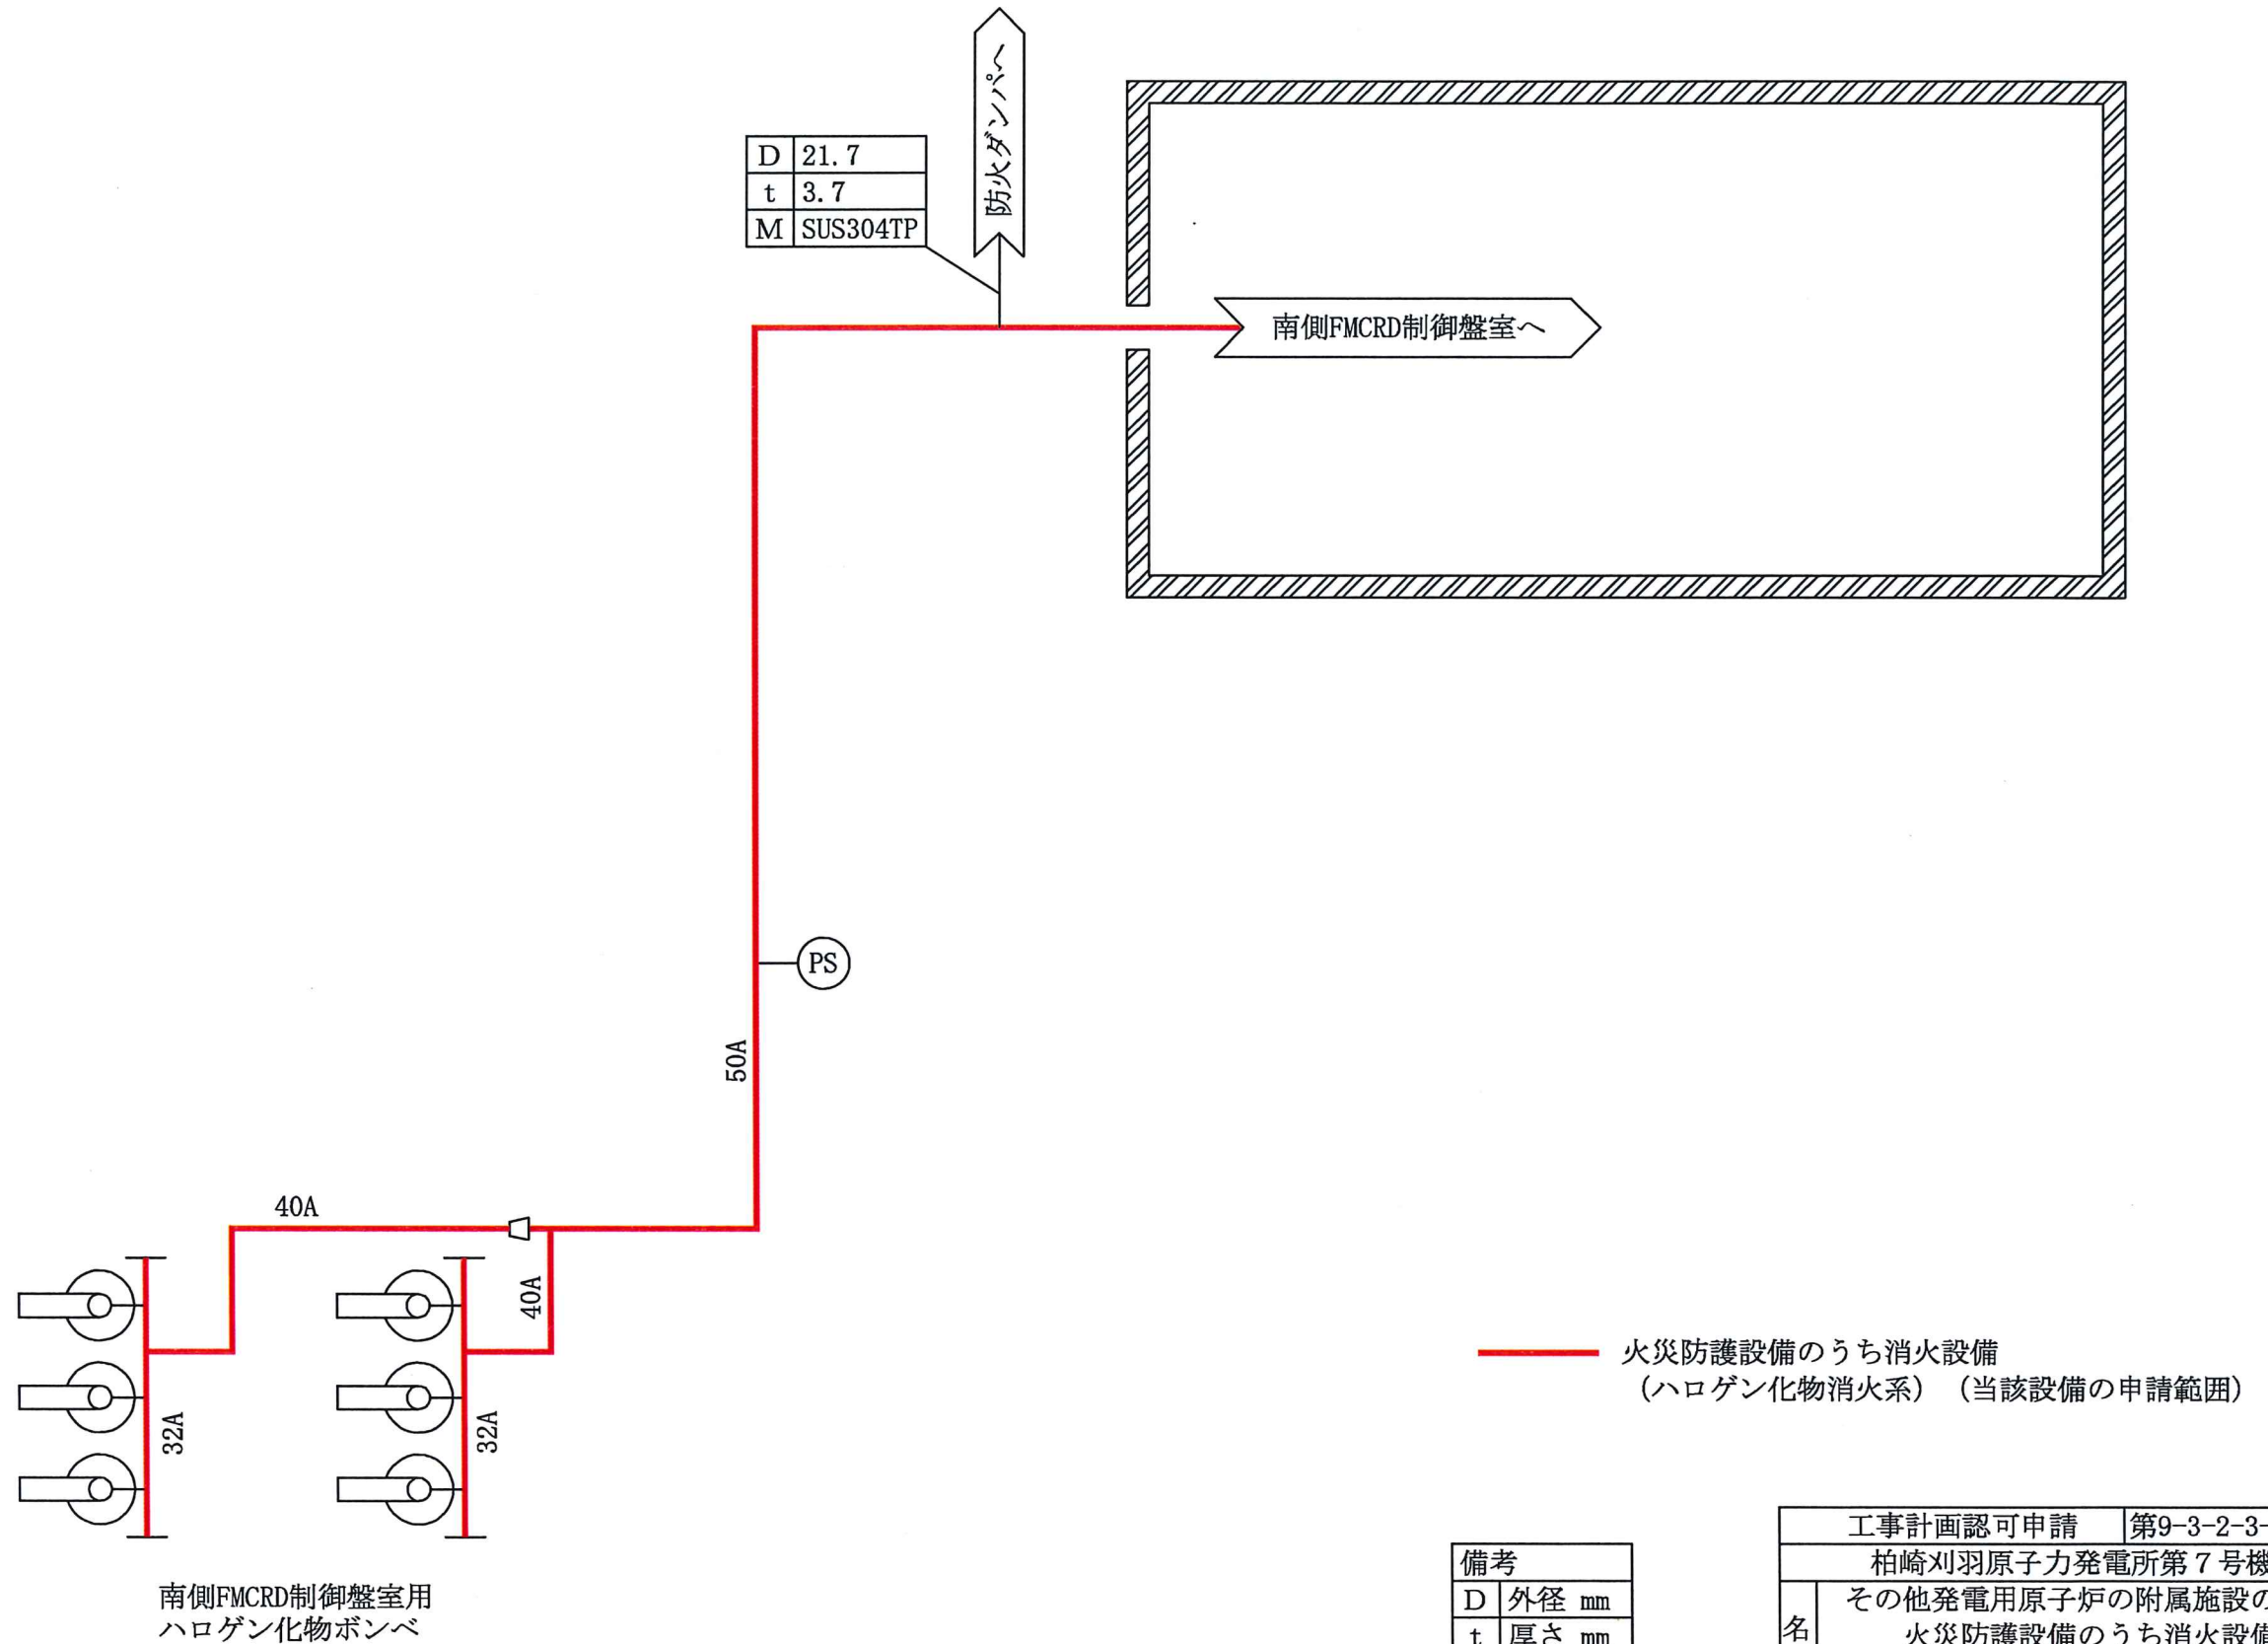 防火ダンパへ
D 21.7
t 3.7
M SUS304TP
南側FMCRD制御盤室へ
PS
50A
40A
40A
32A
32A
南側FMCRD制御盤室用
ハロゲン化物ボンベ
火災防護設備のうち消火設備
(ハロゲン化物消火系) (当該設備の申請範囲)
備考
D 外径 mm
t 厚さ mm
工事計画認可申請 第9-3-2-3-
柏崎刈羽原子力発電所第7号機
名
その他発電用原子炉の附属施設の
火災防護設備のうち消火設備